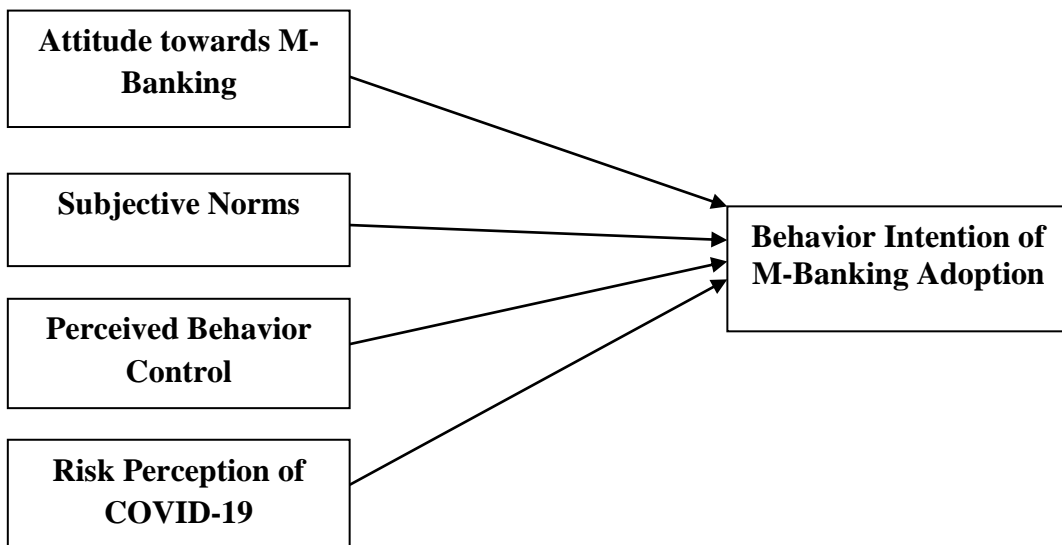 Attitude towards M-
Banking
Subjective Norms
Perceived Behavior
Control
Risk Perception of
COVID-19
Behavior Intention of
M-Banking Adoption